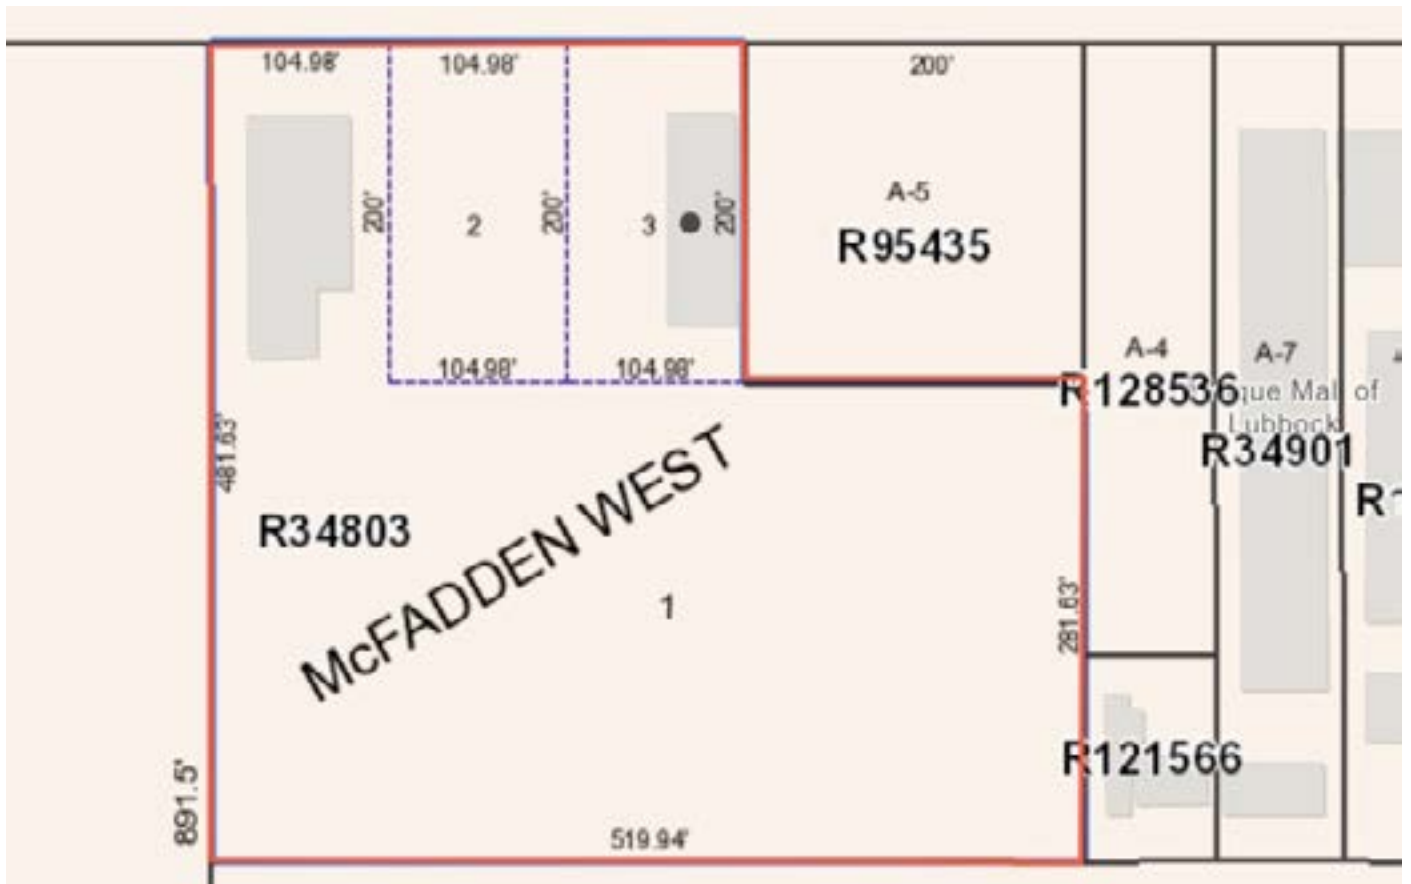 104.98'
104.98'
200'
200'
2
200'
3
200'
A-5
R95435
104.98'
104.98'
A-4
A-7
R128536
que Mall of
Lubbock
R34901
481.63'
R34803
McFADDEN WEST
1
281.63'
R121566
891.5'
519.94'